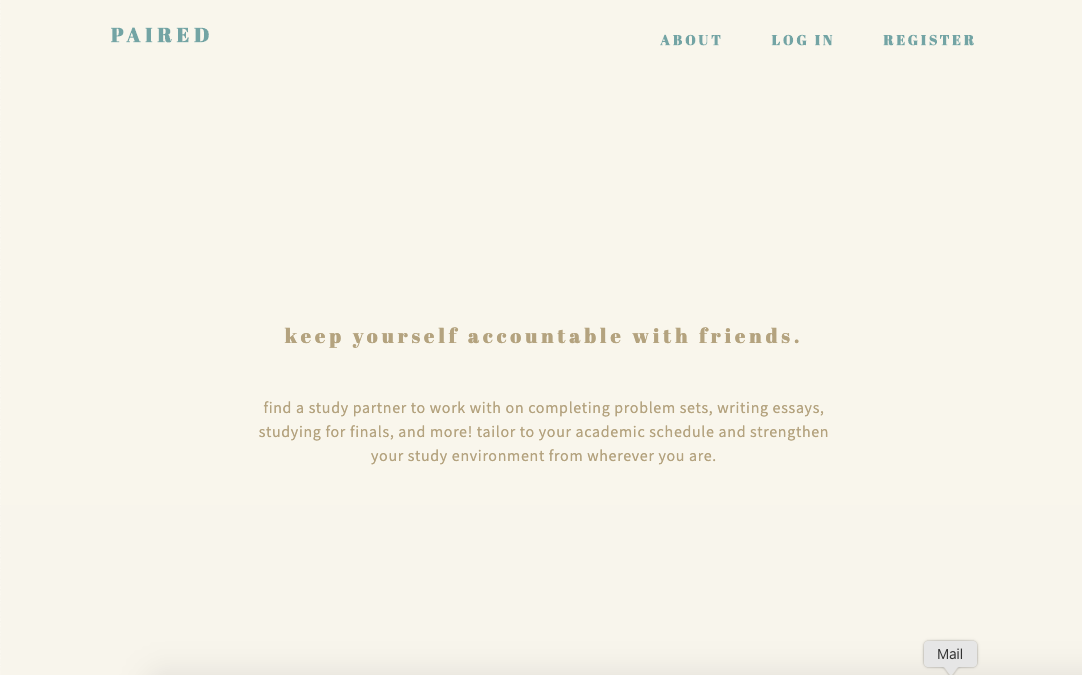 PAIRED
ABOUT LOG IN REGISTER
keep yourself accountable with friends.
find a study partner to work with on completing problem sets, writing essays,
studying for finals, and more! tailor to your academic schedule and strengthen
your study environment from wherever you are.
Mail